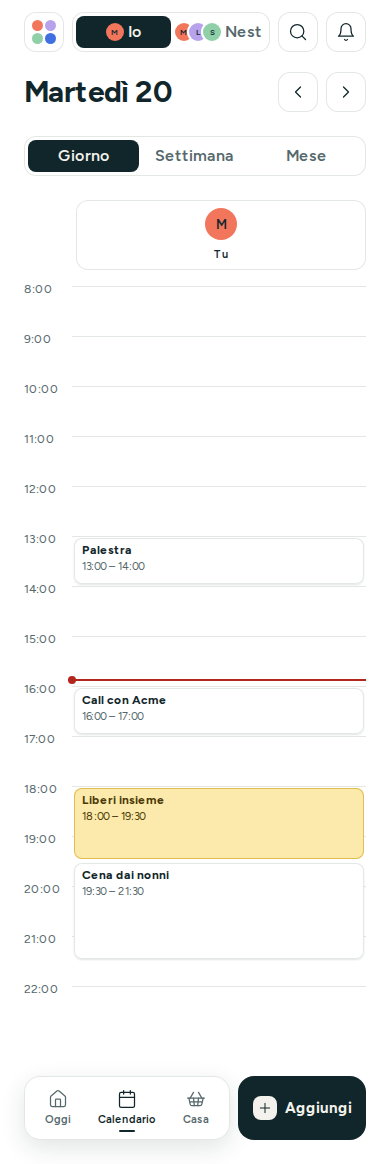 M Io M L S Nest
Martedì 20
Giorno Settimana Mese
M
Tu
8:00
9:00
10:00
11:00
12:00
13:00
Palestra
13:00 – 14:00
14:00
15:00
16:00
Call con Acme
16:00 – 17:00
17:00
18:00
Liberi insieme
18:00 – 19:30
19:00
Cena dai nonni
19:30 – 21:30
20:00
21:00
22:00
Oggi Calendario Casa
Aggiungi